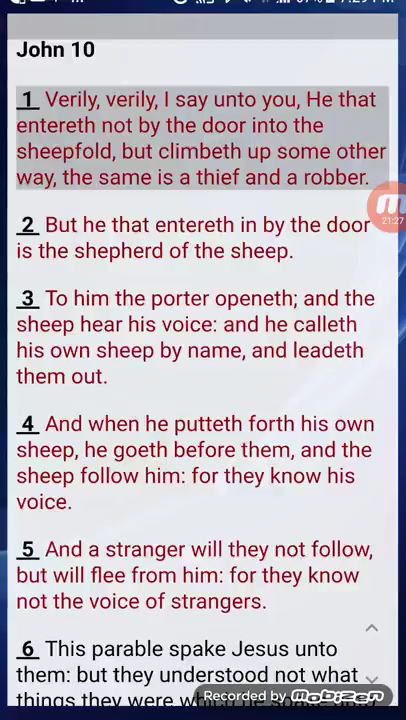 John 10
1 Verily, verily, I say unto you, He that
entereth not by the door into the
sheepfold, but climbeth up some other
way, the same is a thief and a robber.
2 But he that entereth in by the door
is the shepherd of the sheep.
3 To him the porter openeth; and the
sheep hear his voice: and he calleth
his own sheep by name, and leadeth
them out.
4 And when he putteth forth his own
sheep, he goeth before them, and the
sheep follow him: for they know his
voice.
5 And a stranger will they not follow,
but will flee from him: for they know
not the voice of strangers.
6 This parable spake Jesus unto
them: but they understood not what
things they were
21:27
Recorded by MOBIZEN